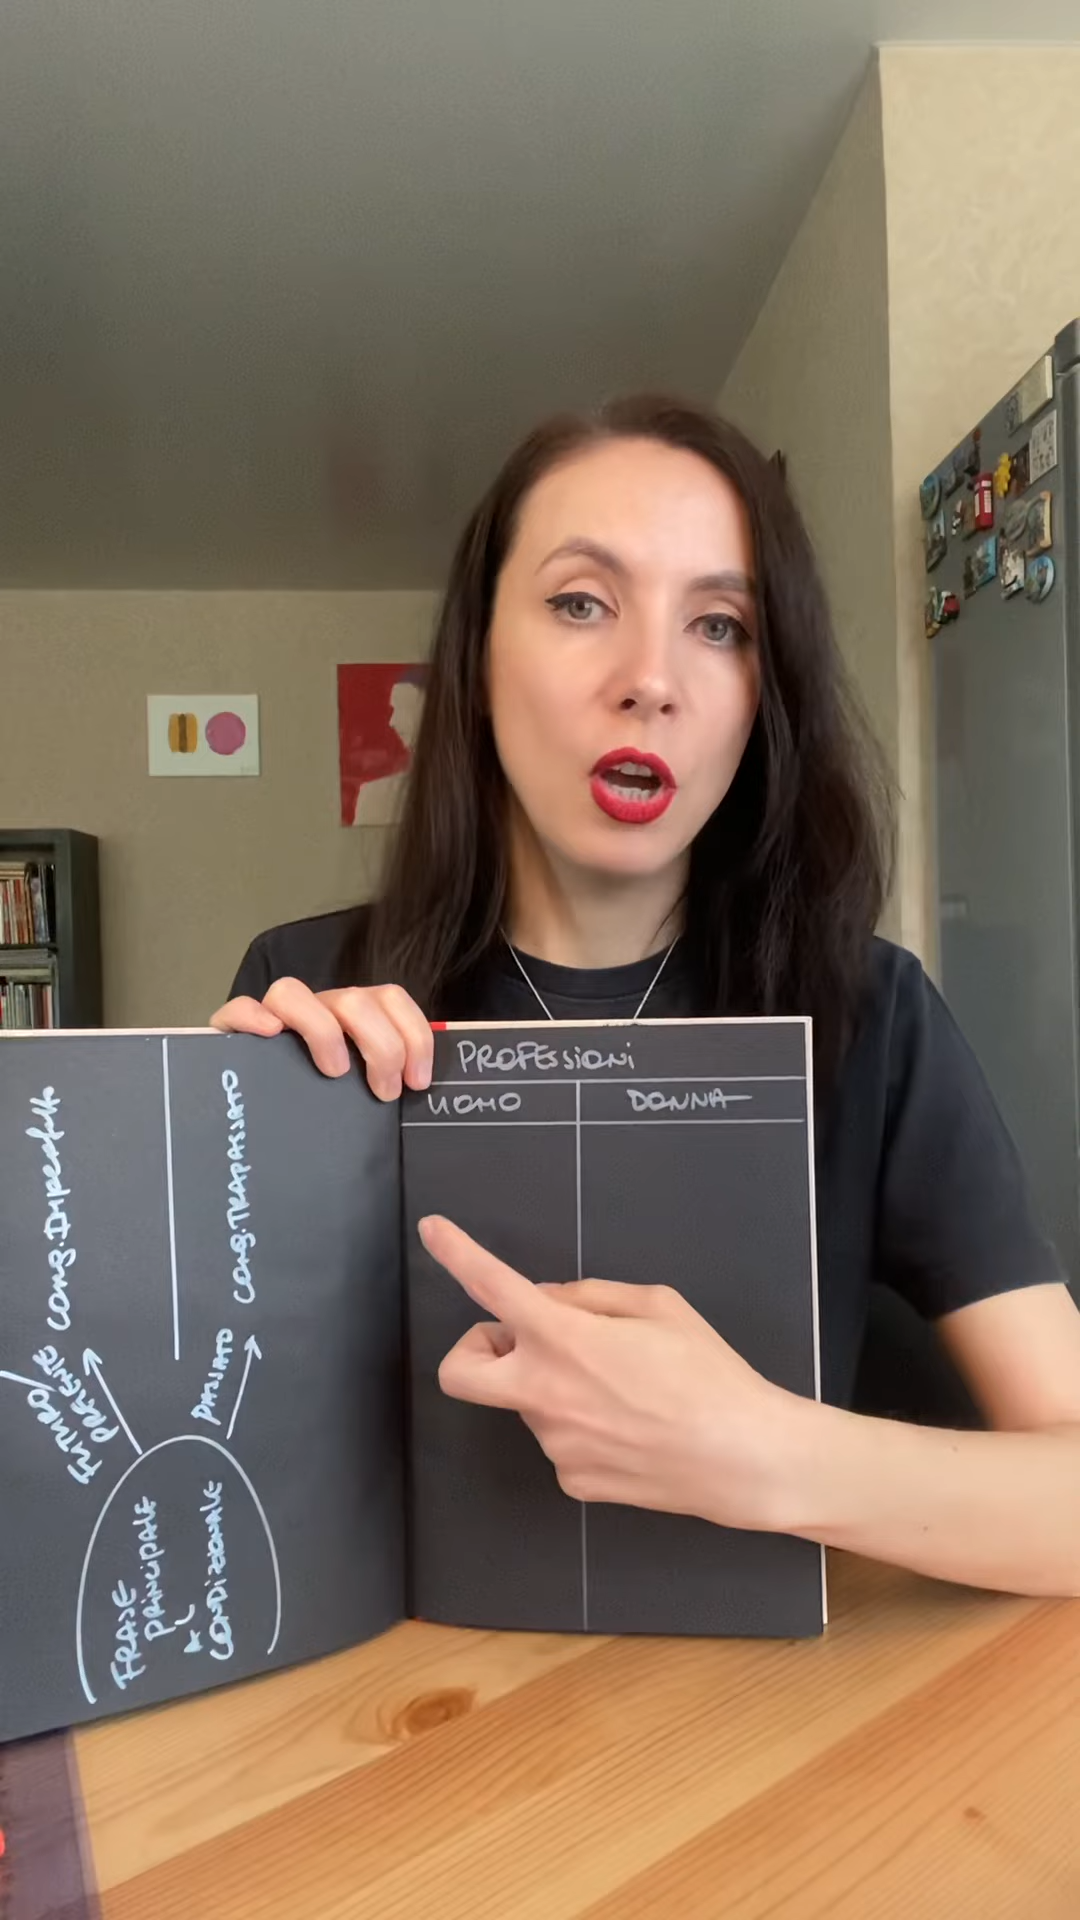 PROFESSIONI
UOMO DONNA
CONG. IMPERFETTO
CONG. TRAPASSATO
FUTURO
PRESENTE
PASSATO
FRASE
PRINCIPALE
CONDIZIONALE